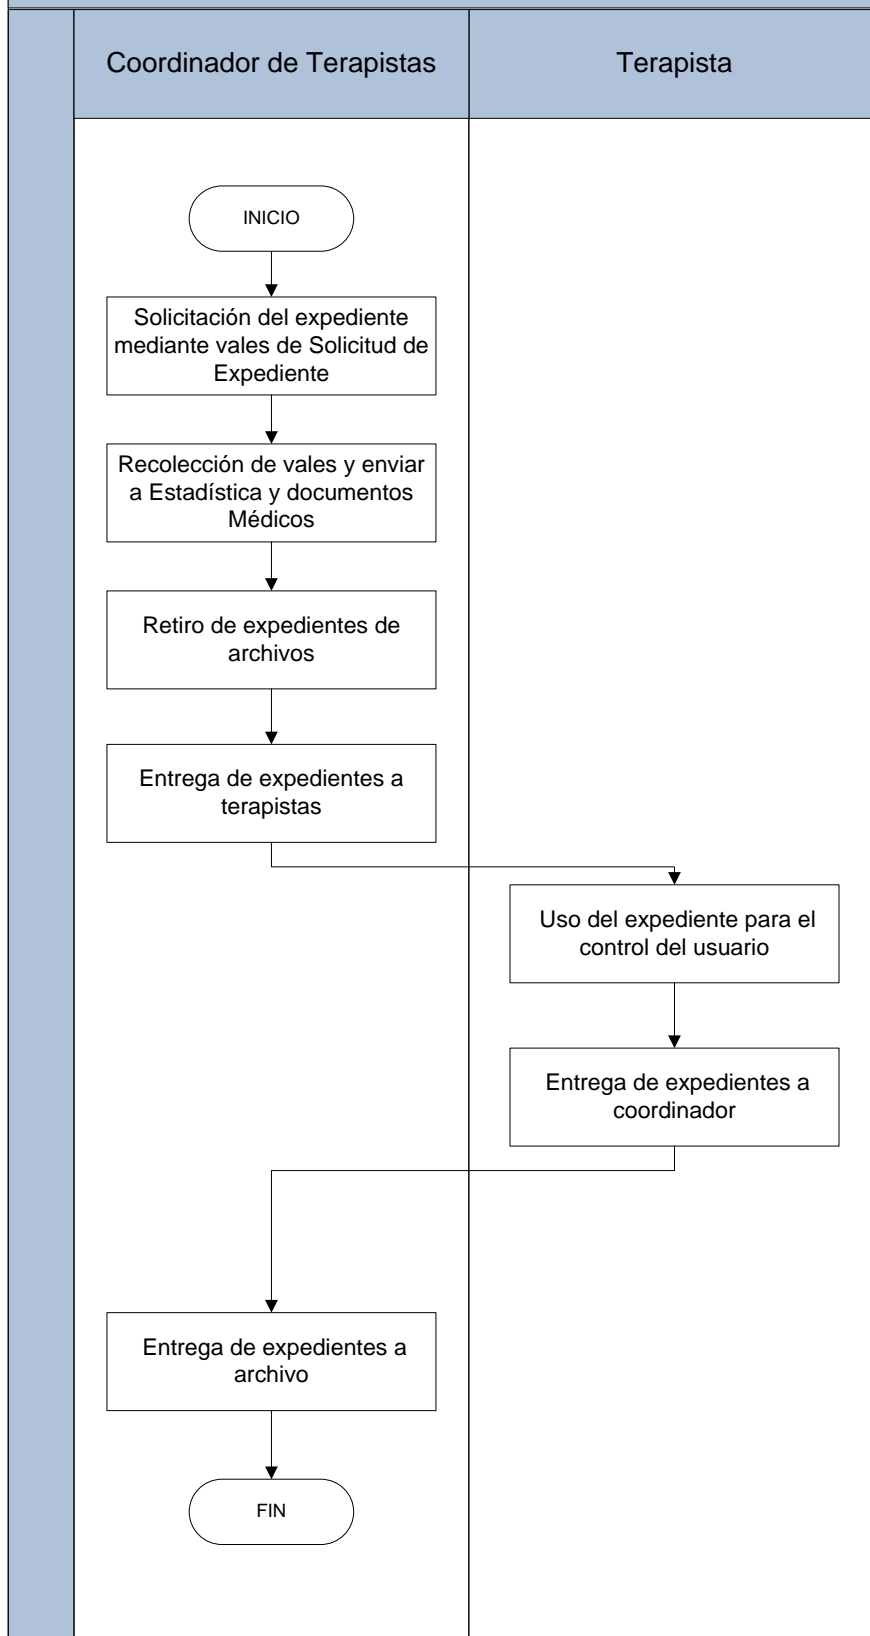 Coordinador de Terapistas
Terapista
INICIO
Solicitación del expediente
mediante vales de Solicitud de
Expediente
Recolección de vales y enviar
a Estadística y documentos
Médicos
Retiro de expedientes de
archivos
Entrega de expedientes a
terapistas
Uso del expediente para el
control del usuario
Entrega de expedientes a
coordinador
Entrega de expedientes a
archivo
FIN